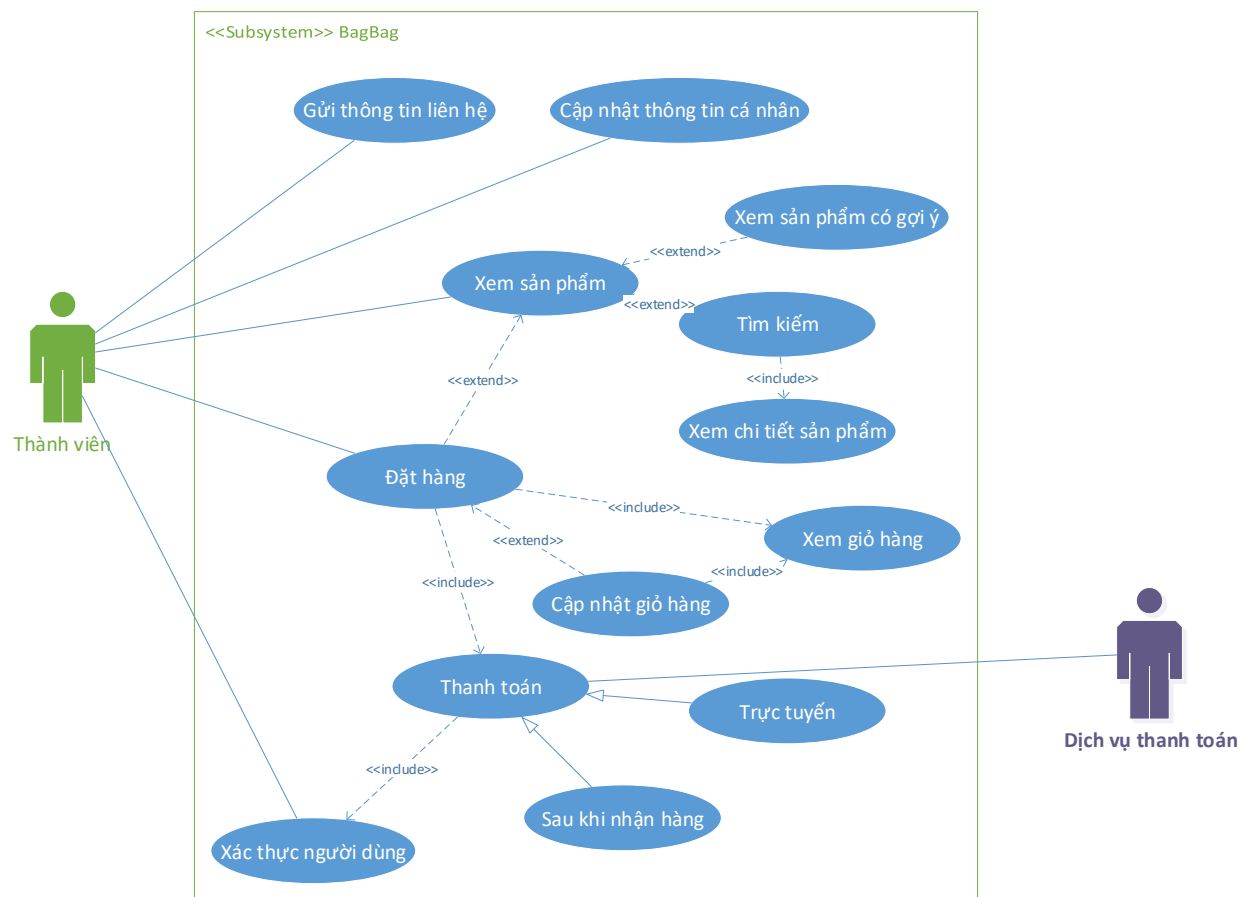 <<Subsystem>> BagBag
Gửi thông tin liên hệ
Cập nhật thông tin cá nhân
Xem sản phẩm có gợi ý
<<extend>>
Xem sản phẩm
<<extend>>
Tìm kiếm
<<extend>>
<<include>>
Xem chi tiết sản phẩm
Thành viên
Đặt hàng
<<include>>
<<extend>>
Xem giỏ hàng
<<include>>
<<include>>
Cập nhật giỏ hàng
Thanh toán
Trực tuyến
Dịch vụ thanh toán
<<include>>
Sau khi nhận hàng
Xác thực người dùng